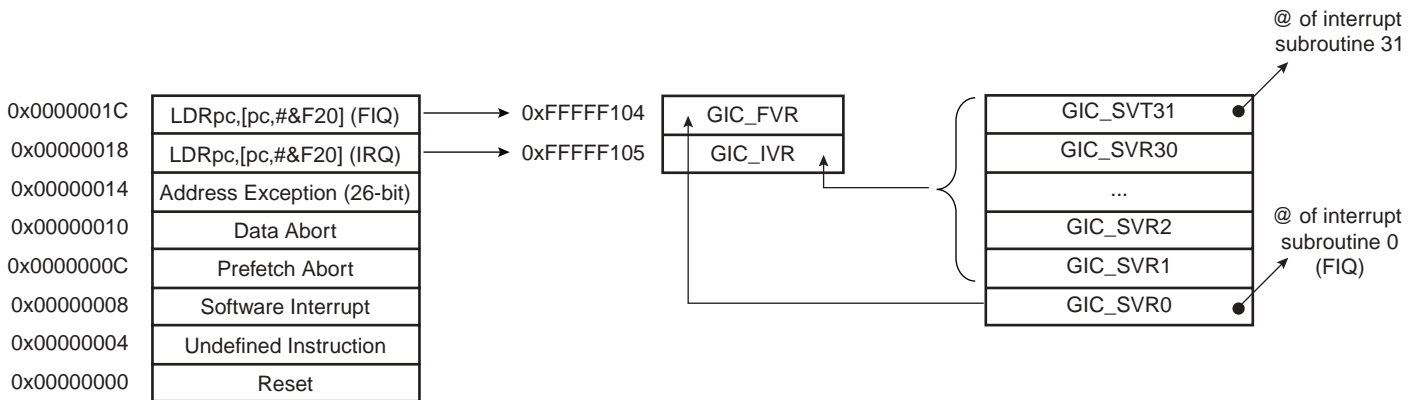 @ of interrupt
subroutine 31
0x0000001C LDRpc,[pc,#&F20] (FIQ) 0xFFFFF104 GIC_FVR GIC_SVT31
0x00000018 LDRpc,[pc,#&F20] (IRQ) 0xFFFFF105 GIC_IVR GIC_SVR30
0x00000014 Address Exception (26-bit) ...
0x00000010 Data Abort GIC_SVR2
0x0000000C Prefetch Abort GIC_SVR1
@ of interrupt
subroutine 0
(FIQ)
0x00000008 Software Interrupt GIC_SVR0
0x00000004 Undefined Instruction
0x00000000 Reset